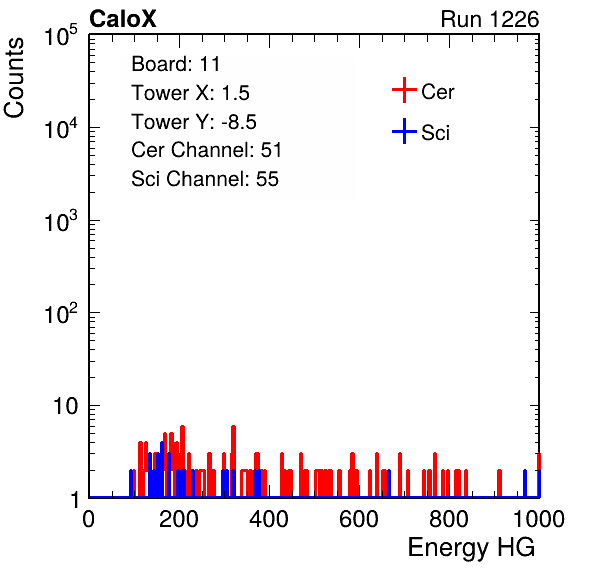 CaloX Run 1226
Counts
Board: 11
Tower X: 1.5
Tower Y: -8.5
Cer Channel: 51
Sci Channel: 55
Cer
Sci
10^5
10^4
10^3
10^2
10
1
0 200 400 600 800 1000
Energy HG